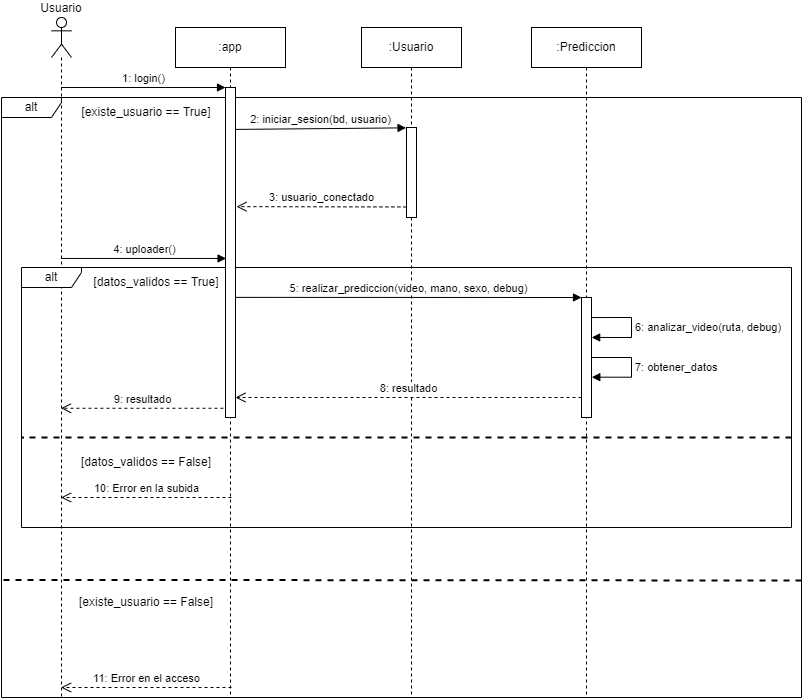 Usuario
:app
:Usuario
:Prediccion
1: login()
alt
[existe_usuario == True]
2: iniciar_sesion(bd, usuario)
3: usuario_conectado
4: uploader()
alt
[datos_validos == True]
5: realizar_prediccion(video, mano, sexo, debug)
6: analizar_video(ruta, debug)
7: obtener_datos
8: resultado
9: resultado
[datos_validos == False]
10: Error en la subida
[existe_usuario == False]
11: Error en el acceso